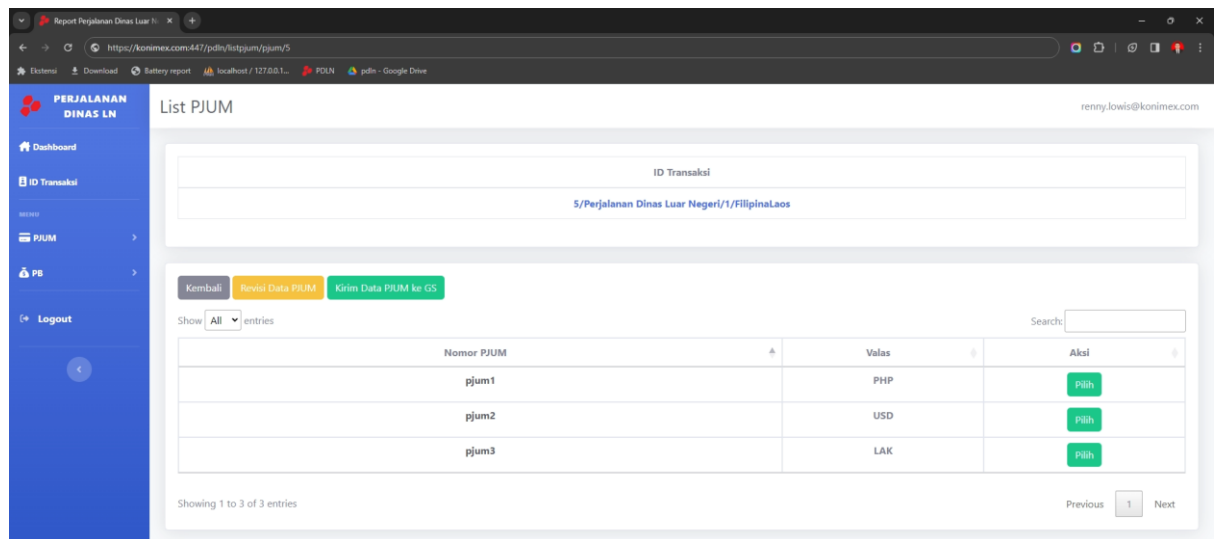 Report Perjalanan Dinas Luar N
https://konimex.com:447/pdln/listpjum/pjum/5
Ekstensi Download Battery report localhost / 127.0.0.1... PDLN pdln - Google Drive
PERJALANAN DINAS LN
List PJUM
renny.lowis@konimex.com
Dashboard
ID Transaksi
MENU
PJUM
PB
Logout
ID Transaksi
5/Perjalanan Dinas Luar Negeri/1/FilipinaLaos
Kembali Revisi Data PJUM Kirim Data PJUM ke GS
Show All entries Search:
Nomor PJUM Valas Aksi
pjum1 PHP Pilih
pjum2 USD Pilih
pjum3 LAK Pilih
Showing 1 to 3 of 3 entries Previous 1 Next